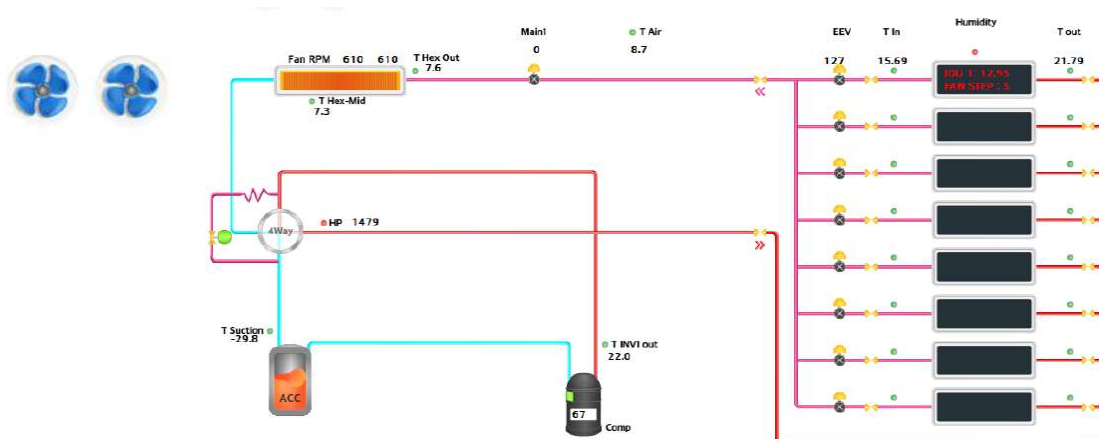 Humidity
Main1
T Air
EEV
T In
T out
0
8.7
Fan RPM 610 610
T Hex Out
7.6
127
15.69
21.79
IDU 1: 12.95
FAN STEP : 3
T Hex-Mid
7.3
4Way
HP 1479
T Suction
-29.8
T INV1 out
22.0
ACC
67
Comp